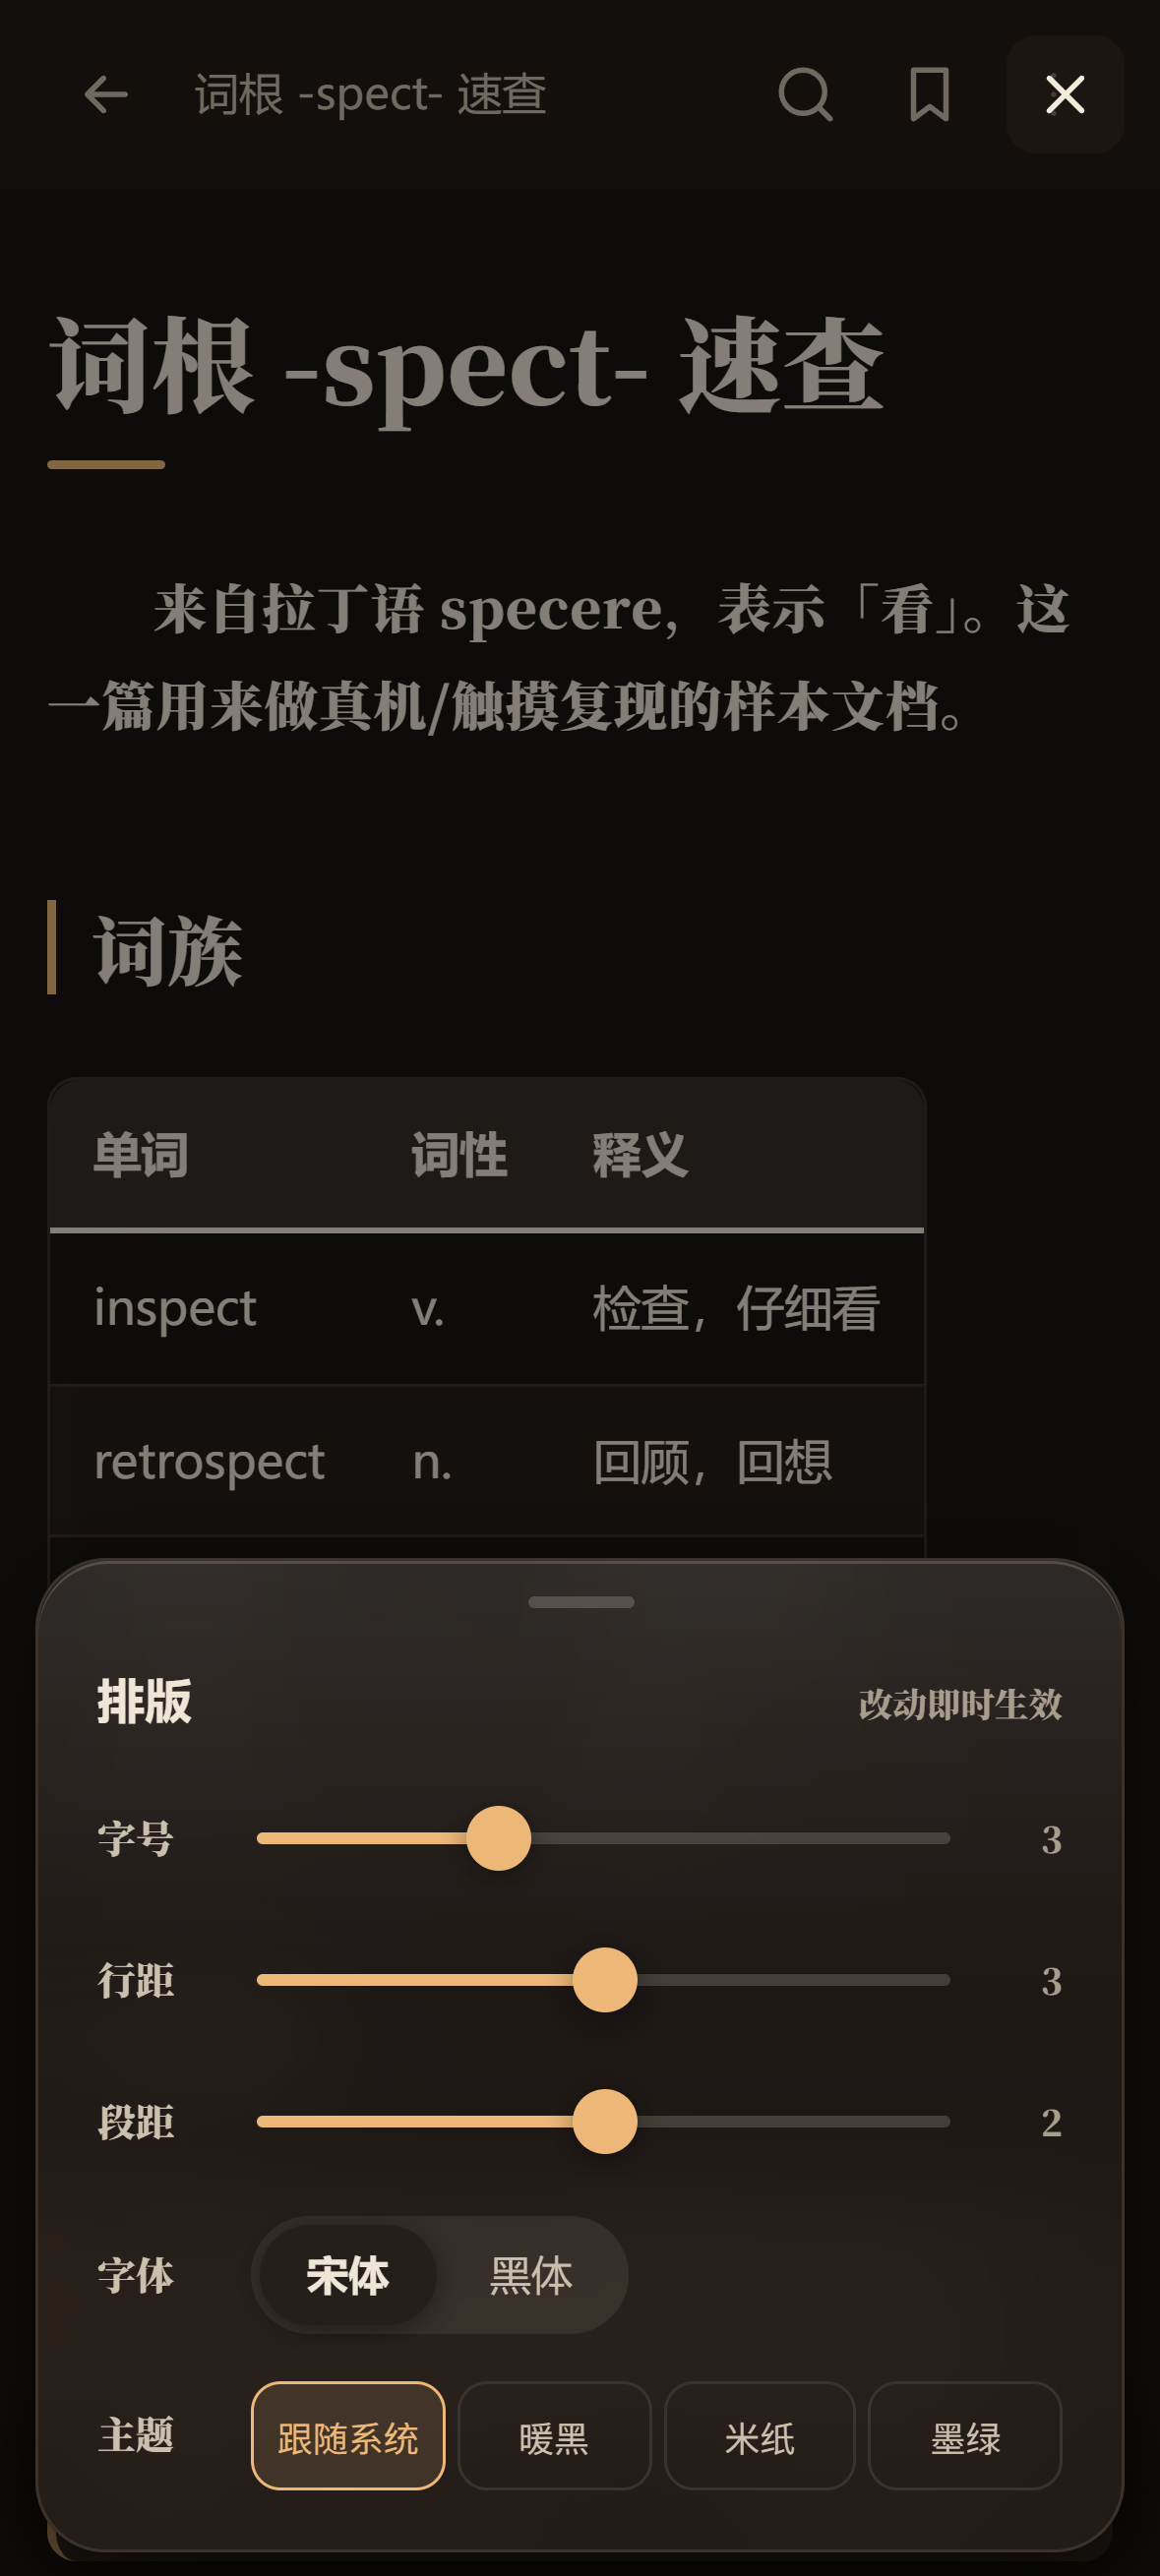 词根 -spect- 速查
词根 -spect- 速查
来自拉丁语 specere，表示「看」。这
一篇用来做真机/触摸复现的样本文档。
词族
单词 词性 释义
inspect v. 检查，仔细看
retrospect n. 回顾，回想
排版 改动即时生效
字号 3
行距 3
段距 2
字体 宋体 黑体
主题 跟随系统 暖黑 米纸 墨绿